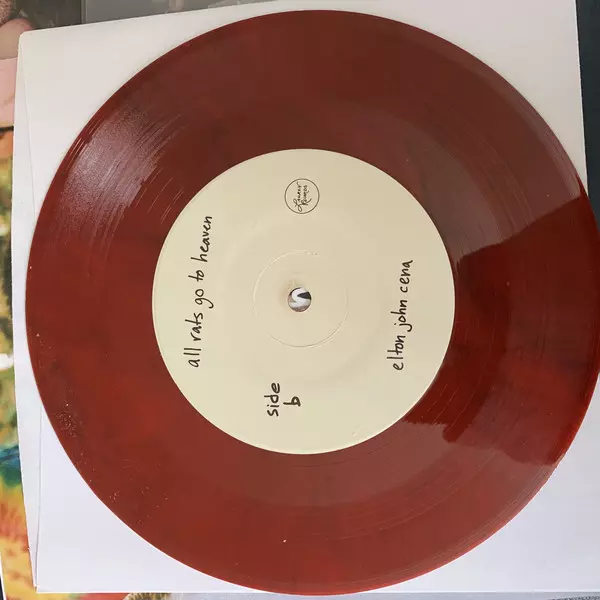 all rats go to heaven
side
b
elton john cena